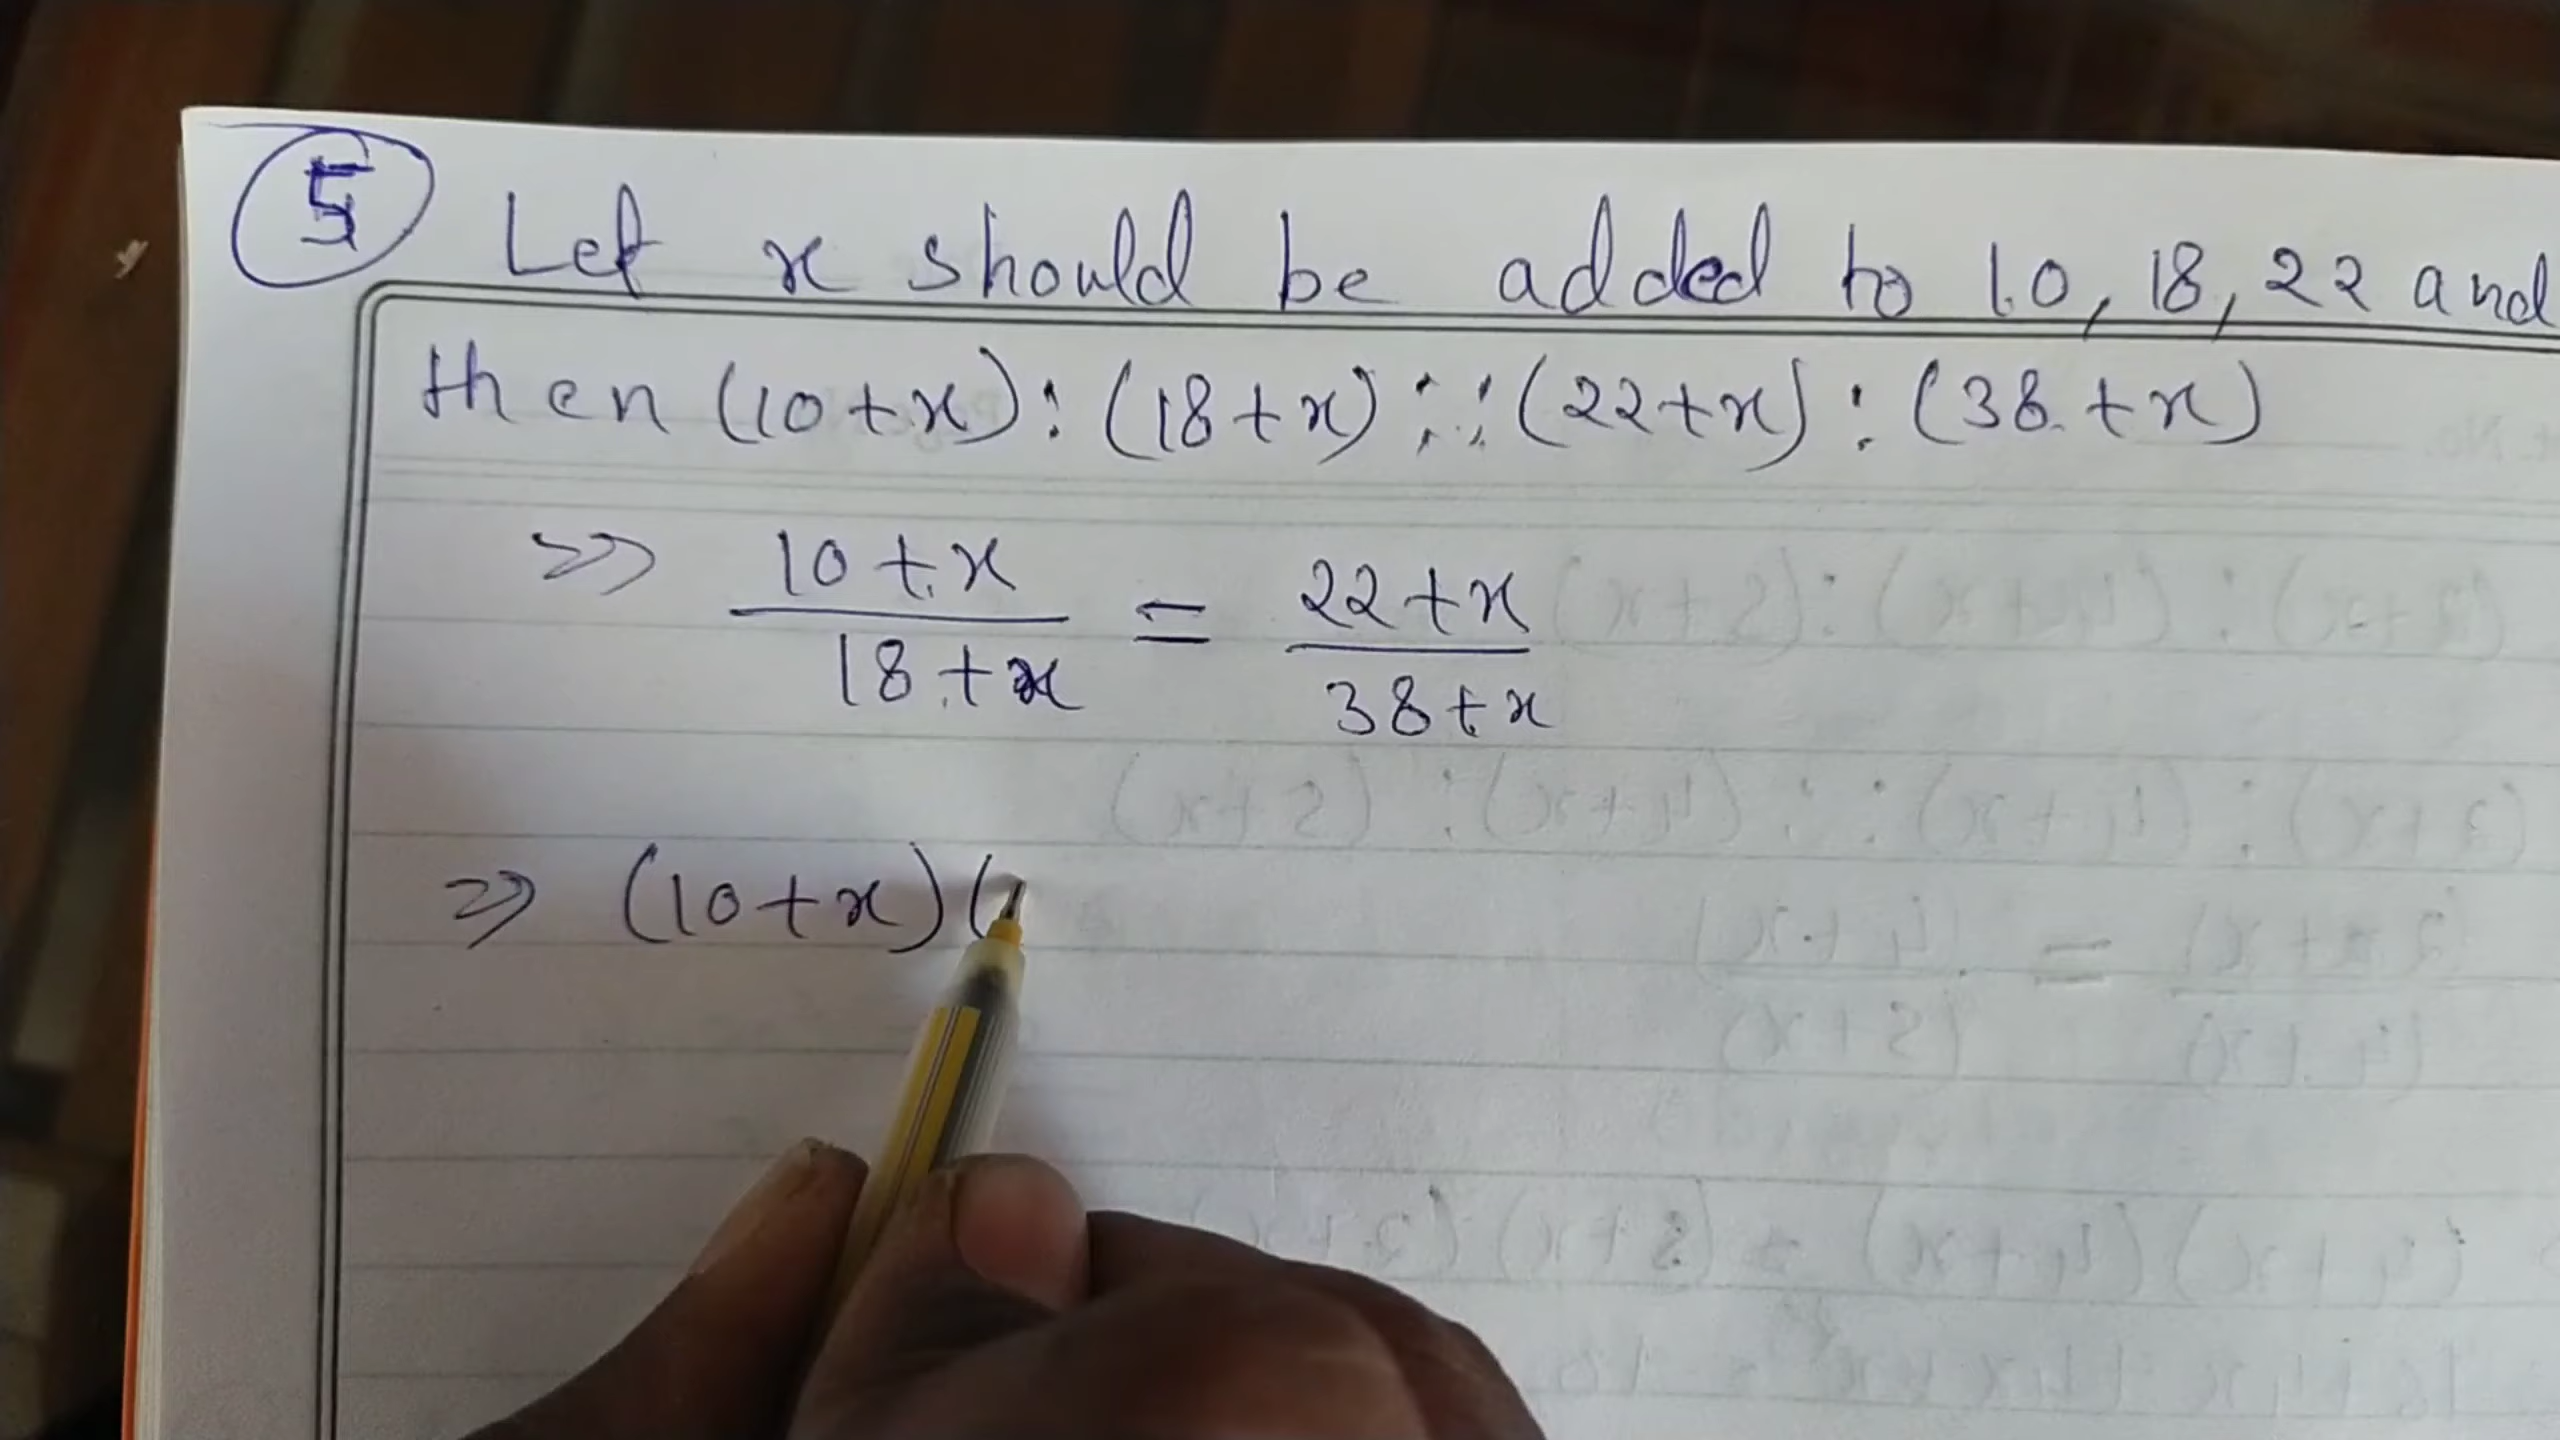 5 Let x should be added to 10, 18, 22 and
then (10+x) : (18+x) :: (22+x) : (38+x)
⇒ 10+x / 18+x = 22+x / 38+x
⇒ (10+x)(